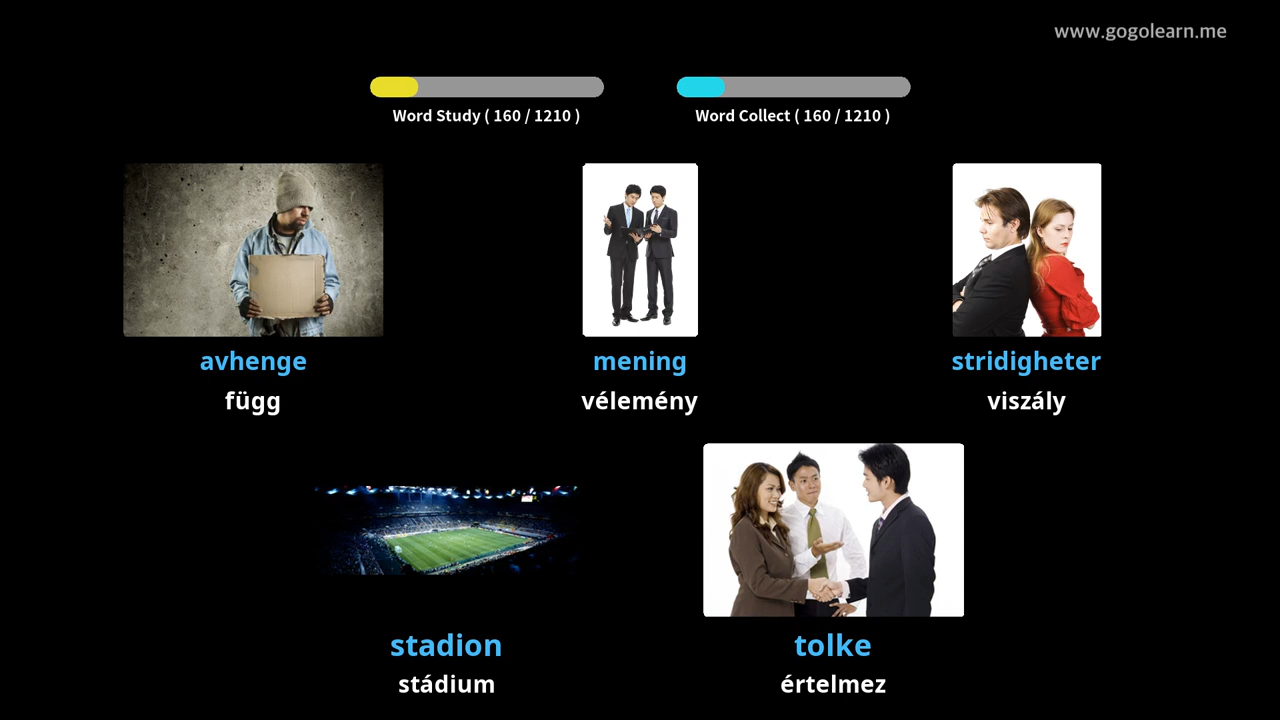 www.gogolearn.me
Word Study ( 160 / 1210 )
Word Collect ( 160 / 1210 )
avhenge
függ
mening
vélemény
stridigheter
viszály
stadion
stádium
tolke
értelmez